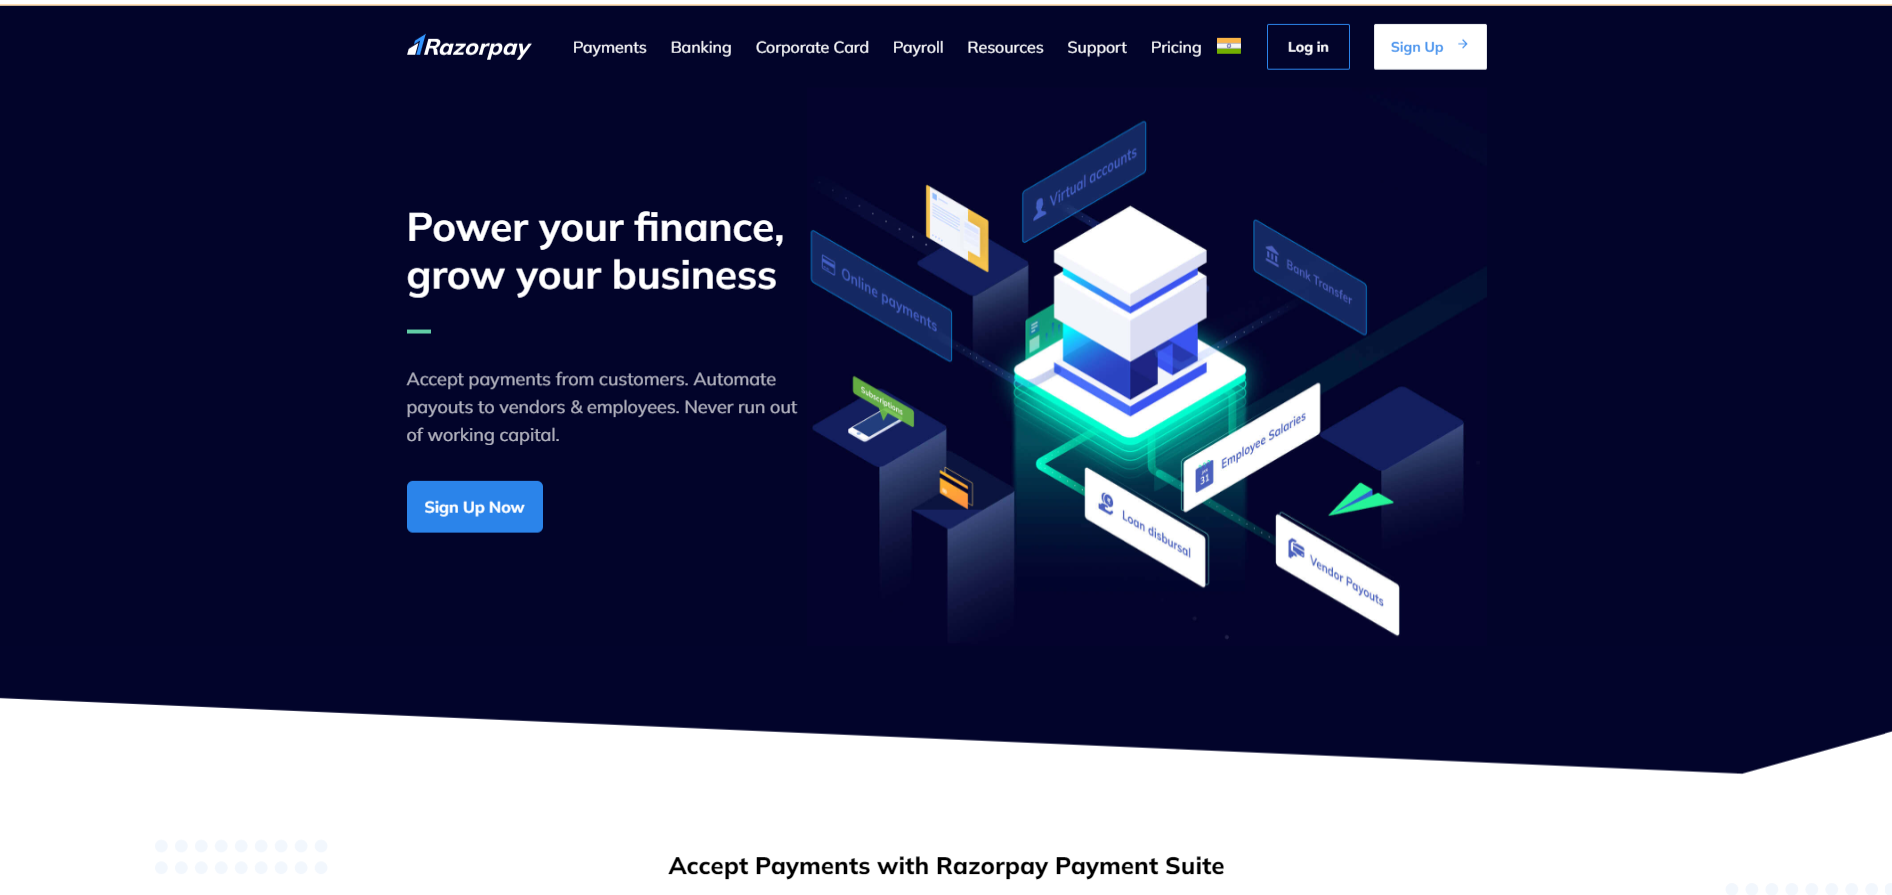 Razorpay
Payments
Banking
Corporate Card
Payroll
Resources
Support
Pricing
Log in
Sign Up
Power your finance,
grow your business
Accept payments from customers. Automate
payouts to vendors & employees. Never run out
of working capital.
Sign Up Now
Virtual accounts
Online payments
Bank Transfer
Subscriptions
Employee Salaries
31
Loan disbursal
Vendor Payouts
Accept Payments with Razorpay Payment Suite